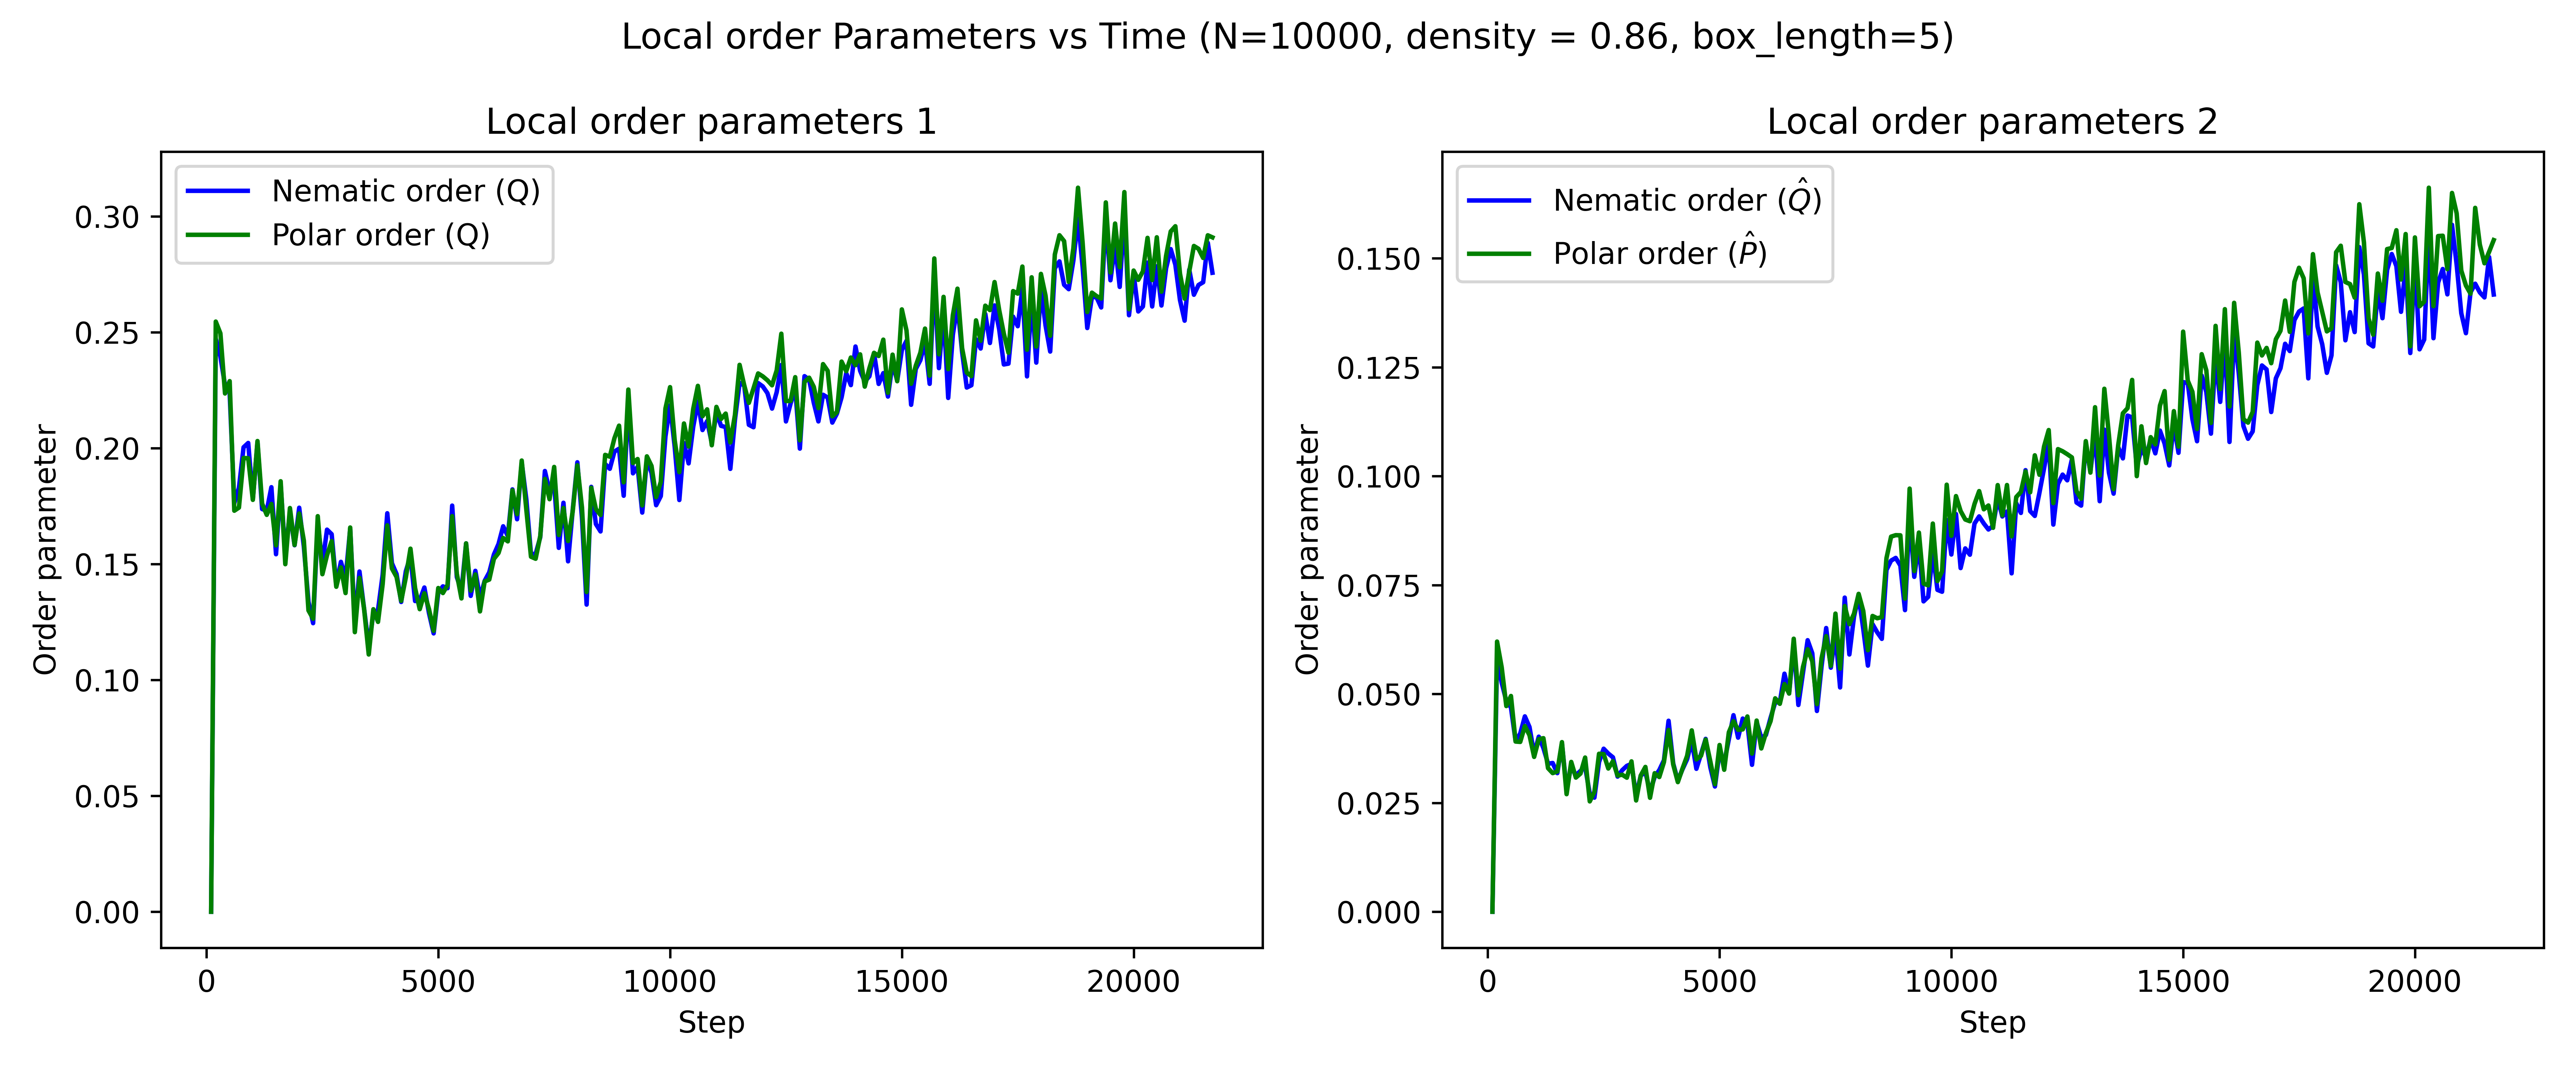 Local order Parameters vs Time (N=10000, density = 0.86, box_length=5)
Local order parameters 1
Nematic order (Q)
Polar order (Q)
Order parameter
0.30
0.25
0.20
0.15
0.10
0.05
0.00
0 5000 10000 15000 20000
Step
Local order parameters 2
Nematic order (Q̂)
Polar order (P̂)
Order parameter
0.150
0.125
0.100
0.075
0.050
0.025
0.000
0 5000 10000 15000 20000
Step